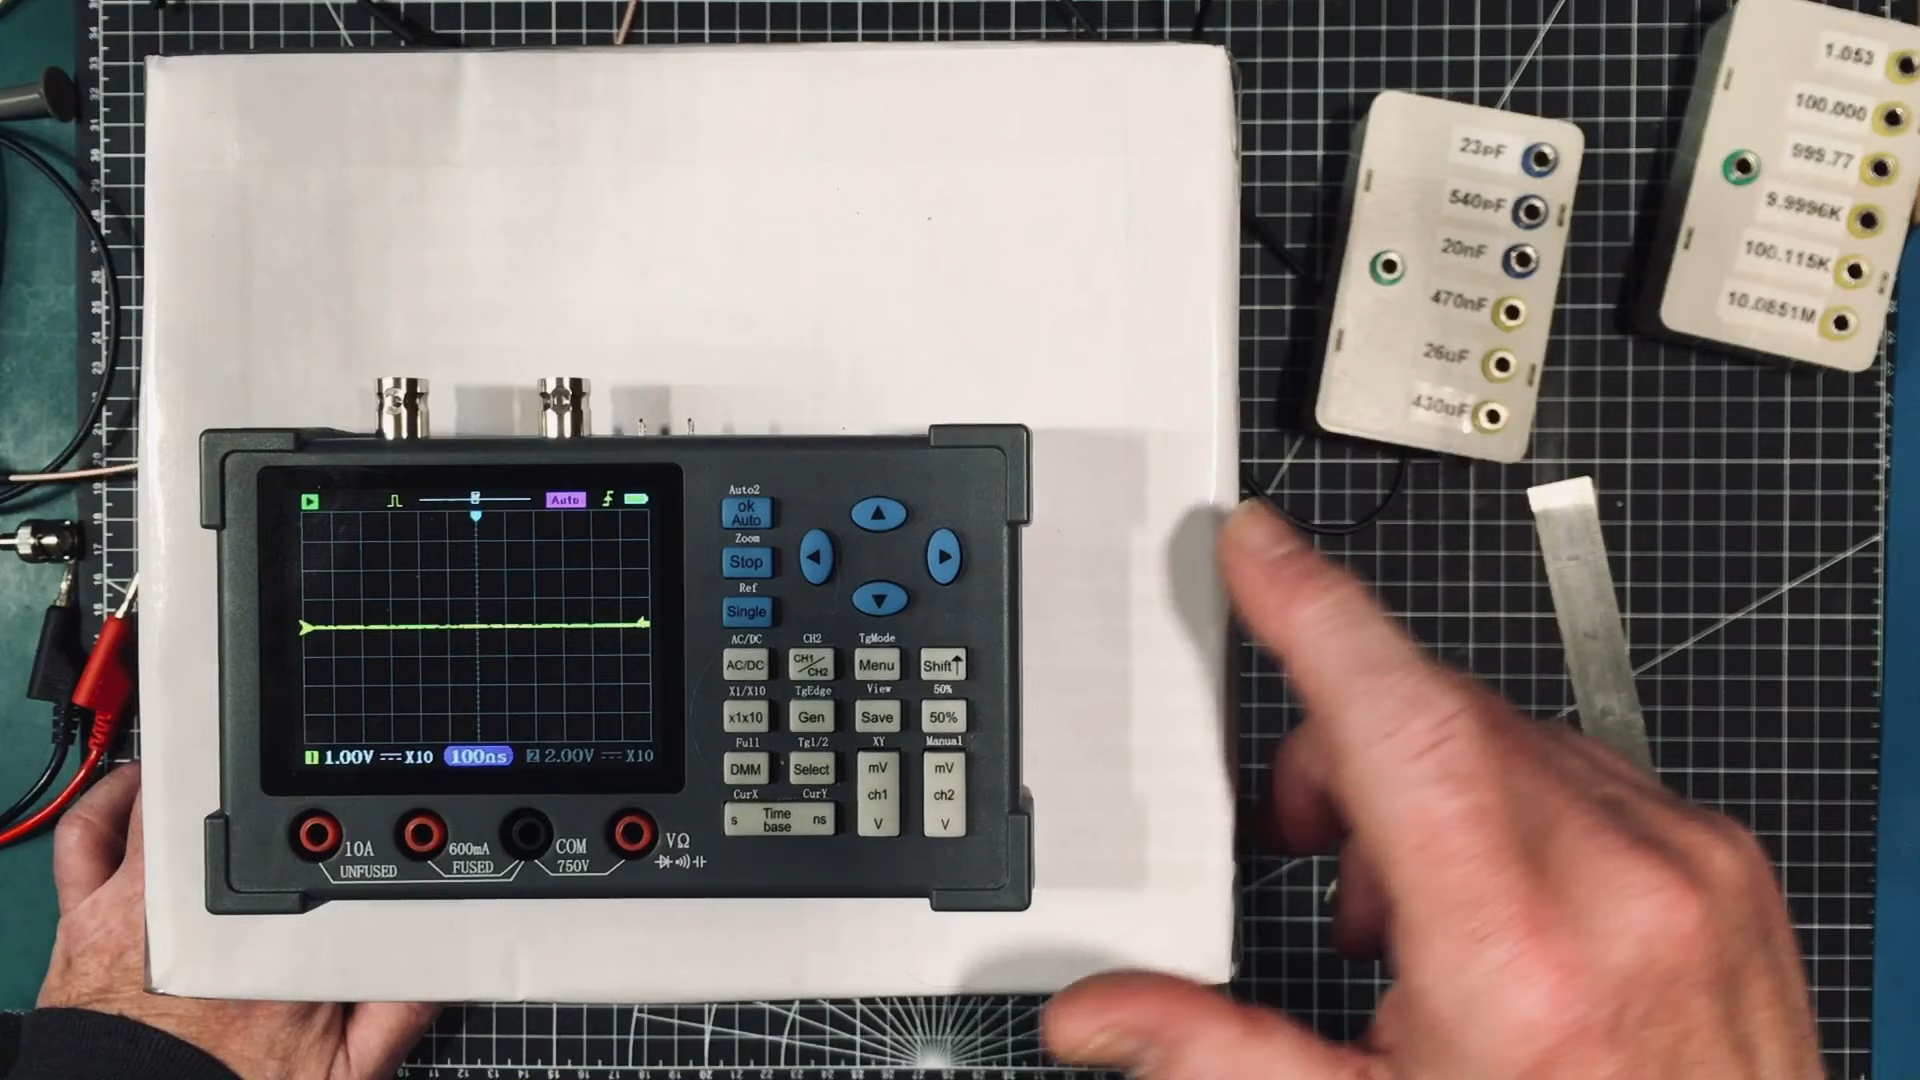 1.053
100.000
999.77
9.9996K
100.115K
10.0851M
23pF
540pF
20nF
470nF
26uF
430uF
Auto
1 1.00V X10 100ns 2 2.00V X10
Auto2
ok
Auto
Zoom
Stop
Ref
Single
AC/DC CH2 TgMode
AC/DC CH1/CH2 Menu Shift
X1/X10 TgEdge View 50%
x1x10 Gen Save 50%
Full Tg1/2 XY Manual
DMM Select mV mV
CurX CurY
s Time base ns ch1 ch2
V V
10A 600mA COM VΩ
UNFUSED FUSED 750V